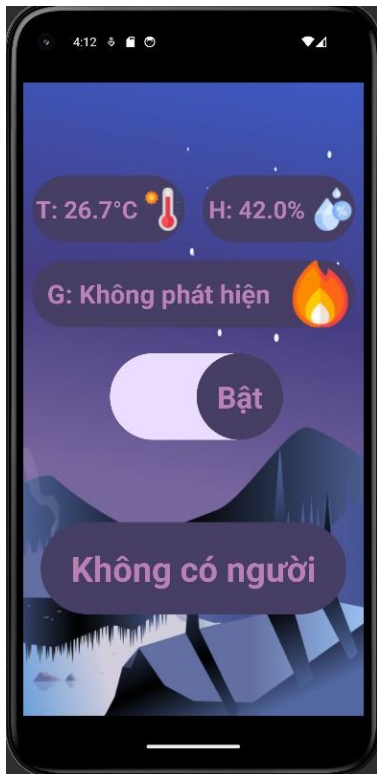 4:12
T: 26.7°C
H: 42.0%
%
G: Không phát hiện
Bật
Không có người